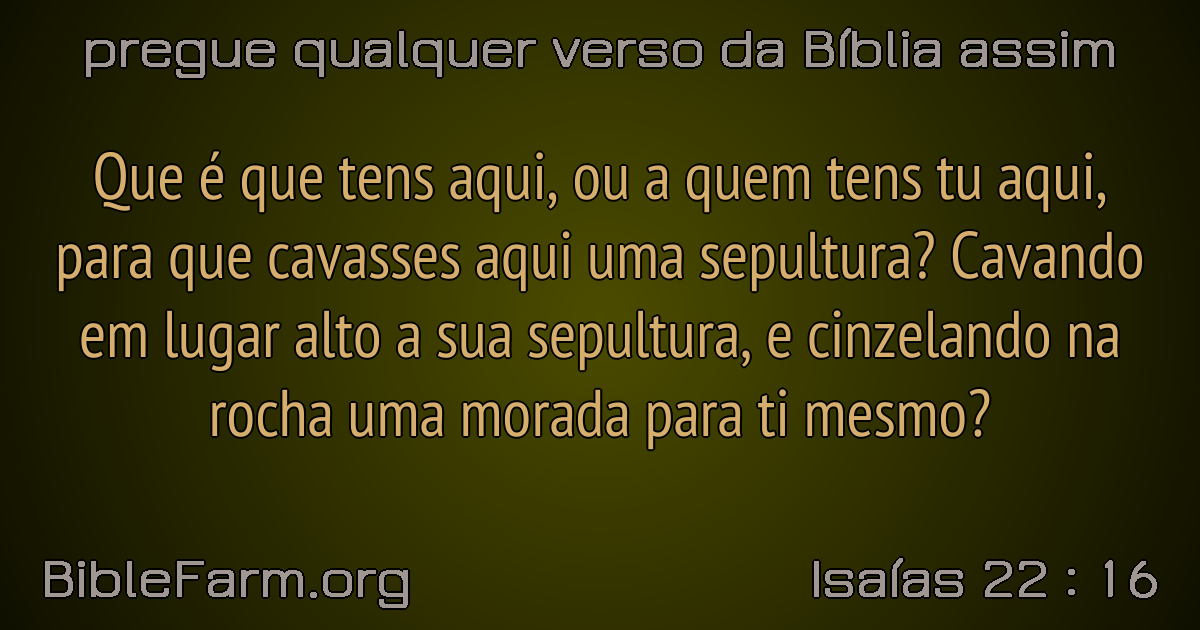 pregue qualquer verso da Bíblia assim
Que é que tens aqui, ou a quem tens tu aqui,
para que cavasses aqui uma sepultura? Cavando
em lugar alto a sua sepultura, e cinzelando na
rocha uma morada para ti mesmo?
BibleFarm.org
Isaías 22 : 16